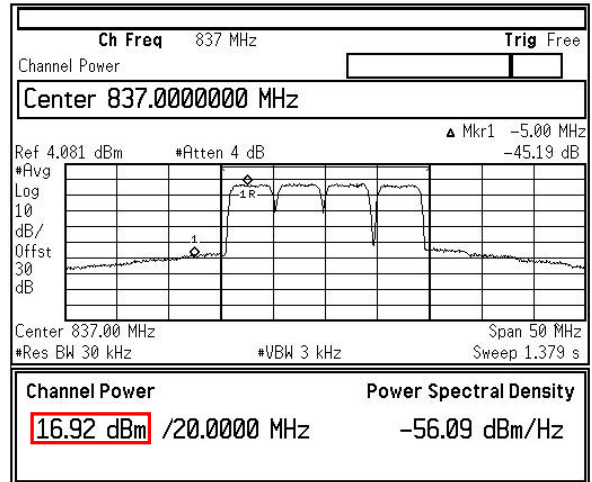 Ch Freq 837 MHz Trig Free
Channel Power
Center 837.0000000 MHz
Δ Mkr1 -5.00 MHz
Ref 4.081 dBm #Atten 4 dB -45.19 dB
#Avg
Log
10
dB/
Offst
30
dB
1R
1
Center 837.00 MHz Span 50 MHz
#Res BW 30 kHz #VBW 3 kHz Sweep 1.379 s
Channel Power Power Spectral Density
16.92 dBm /20.0000 MHz -56.09 dBm/Hz